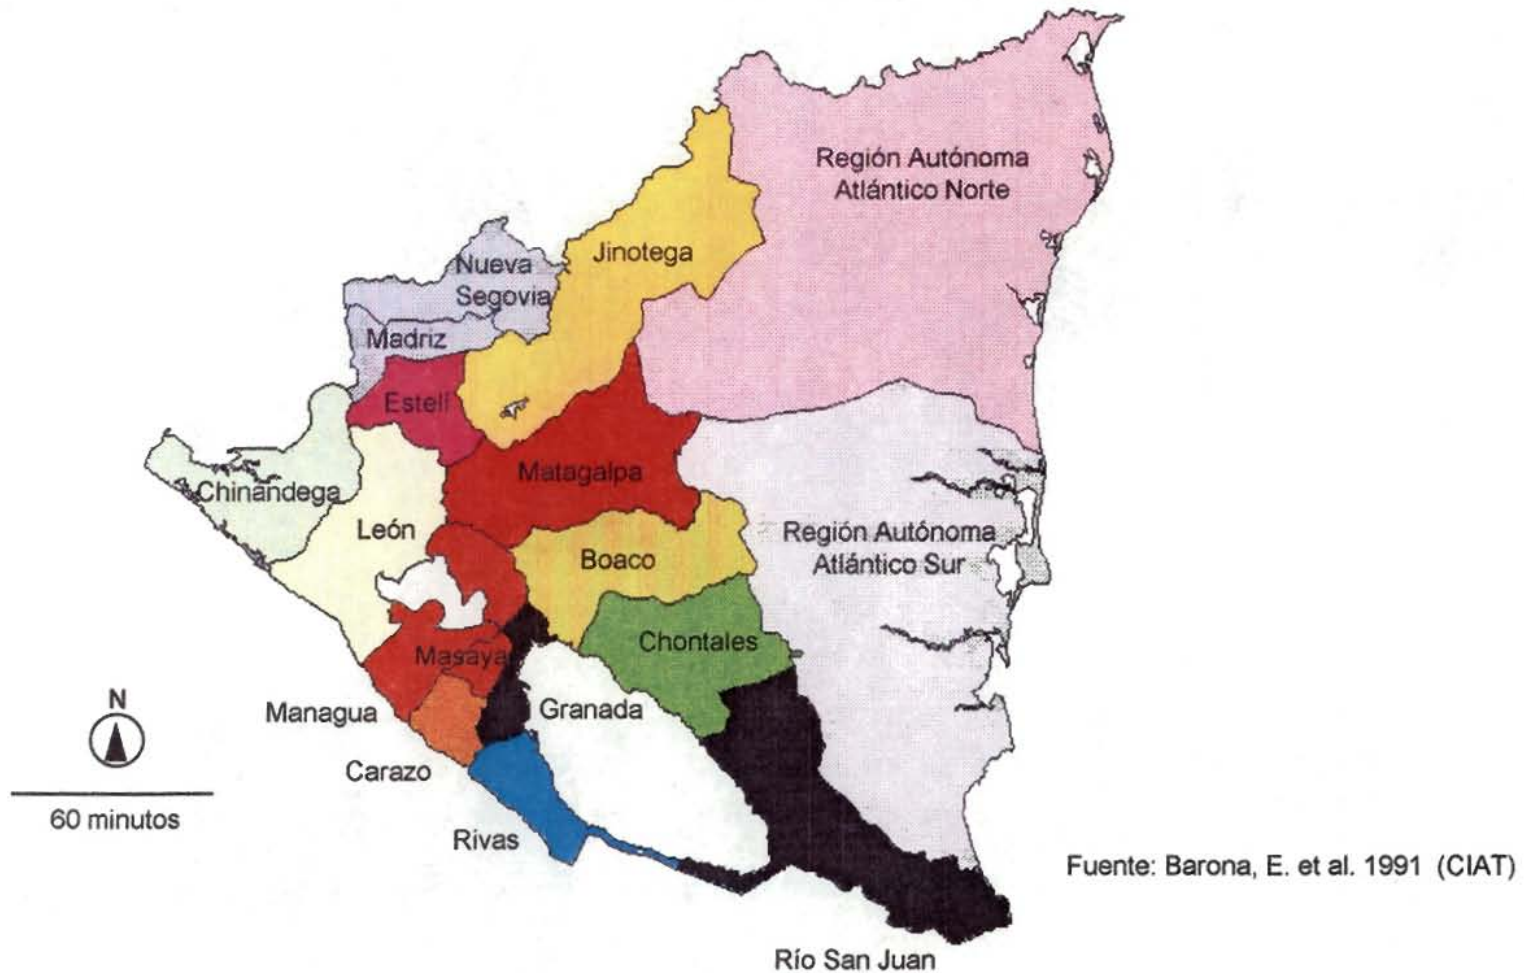 Región Autónoma
Atlántico Norte
Jinotega
Nueva
Segovia
Madriz
Estelí
Matagalpa
Chinandega
León
Región Autónoma
Atlántico Sur
Boaco
Chontales
Masaya
N
Managua
Granada
Carazo
60 minutos
Rivas
Fuente: Barona, E. et al. 1991 (CIAT)
Río San Juan